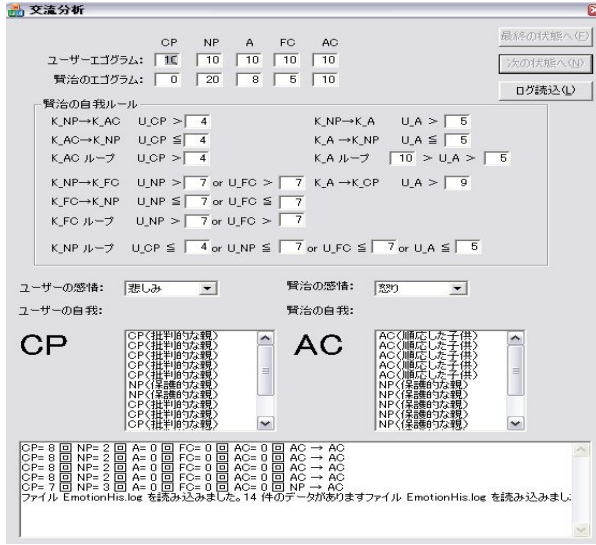 交流分析
CP NP A FC AC
ユーザーエゴグラム: 10 10 10 10 10
賢治のエゴグラム: 0 20 8 5 10
最終の状態へ(F)
次の状態へ(N)
ログ読込(L)
賢治の自我ルール
K_NP→K_AC U_CP > 4 K_NP→K_A U_A > 5
K_AC→K_NP U_CP ≦ 4 K_A →K_NP U_A ≦ 5
K_AC ループ U_CP > 4 K_A ループ 10 > U_A > 5
K_NP→K_FC U_NP > 7 or U_FC > 7 K_A →K_CP U_A > 9
K_FC→K_NP U_NP ≦ 7 or U_FC ≦ 7
K_FC ループ U_NP > 7 or U_FC > 7
K_NP ループ U_CP ≦ 4 or U_NP ≦ 7 or U_FC ≦ 7 or U_A ≦ 5
ユーザーの感情: 悲しみ 賢治の感情: 怒り
ユーザーの自我: 賢治の自我:
CP
CP(批判的な親)
CP(批判的な親)
CP(批判的な親)
CP(批判的な親)
NP(保護的な親)
NP(保護的な親)
CP(批判的な親)
CP(批判的な親)
AC
AC(順応した子供)
AC(順応した子供)
AC(順応した子供)
AC(順応した子供)
NP(保護的な親)
NP(保護的な親)
NP(保護的な親)
NP(保護的な親)
CP= 8 回 NP= 2 回 A= 0 回 FC= 0 回 AC= 0 回 AC → AC
CP= 8 回 NP= 2 回 A= 0 回 FC= 0 回 AC= 0 回 AC → AC
CP= 8 回 NP= 2 回 A= 0 回 FC= 0 回 AC= 0 回 AC → AC
CP= 8 回 NP= 2 回 A= 0 回 FC= 0 回 AC= 0 回 AC → AC
CP= 7 回 NP= 3 回 A= 0 回 FC= 0 回 AC= 0 回 NP → AC
ファイル EmotionHis.log を読み込みました。14 件のデータがありますファイル EmotionHis.log を読み込みまし